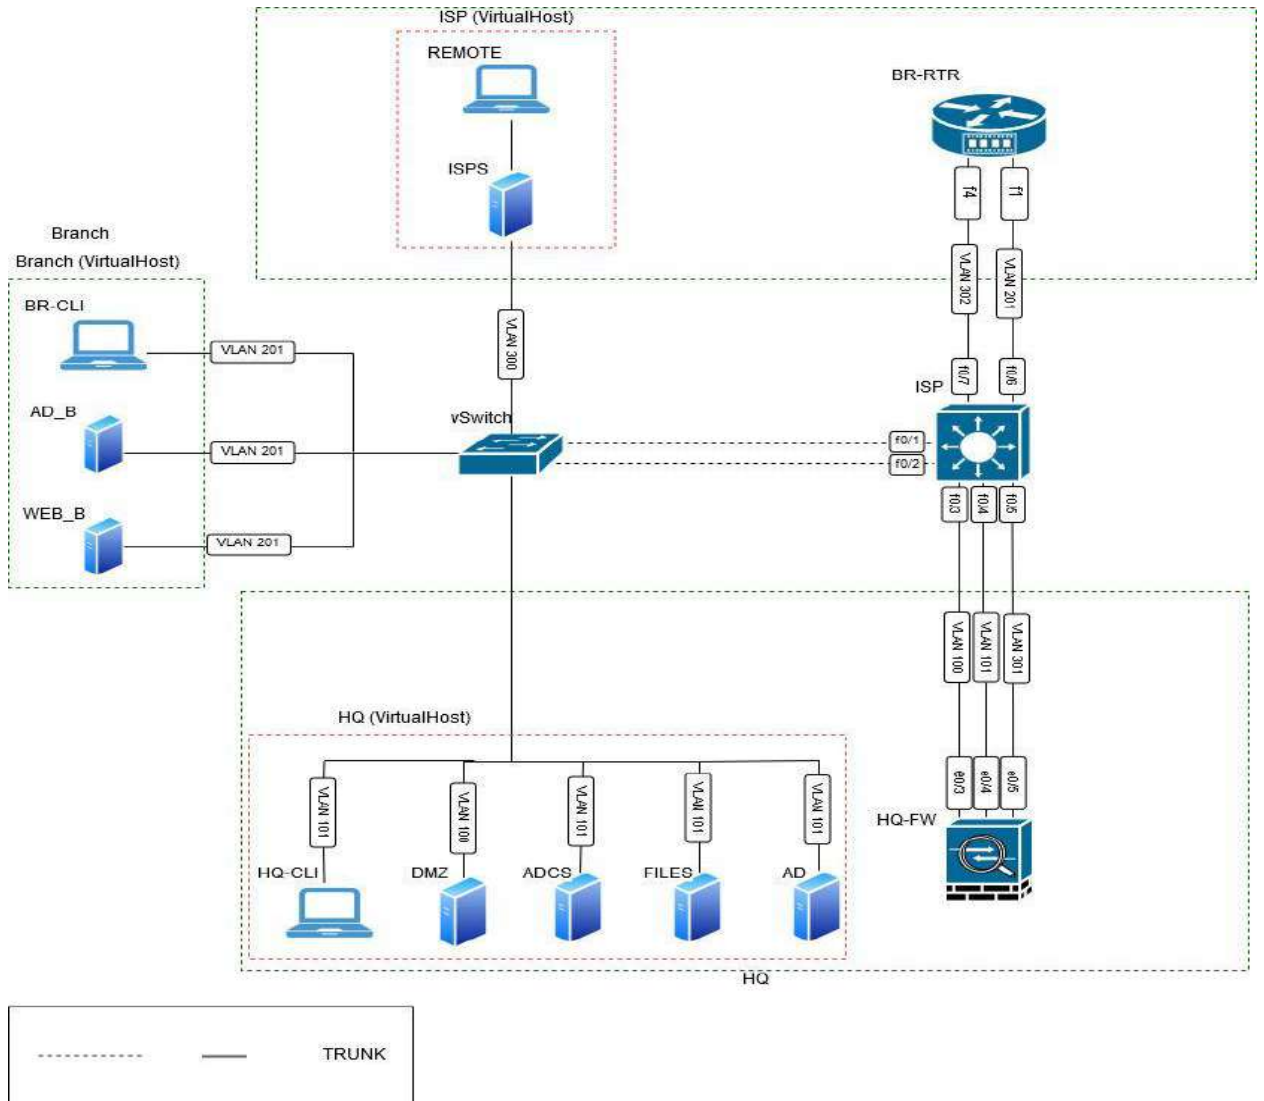 ISP (VirtualHost)
REMOTE
BR-RTR
ISPS
f4
f1
Branch
Branch (VirtualHost)
VLAN 302
VLAN 201
BR-CLI
VLAN 201
VLAN 300
f0/7
f0/6
ISP
AD_B
vSwitch
VLAN 201
f0/1
f0/2
WEB_B
VLAN 201
f0/3
f0/4
f0/5
VLAN 100
VLAN 101
VLAN 301
HQ (VirtualHost)
e0/3
e0/4
e0/5
VLAN 101
VLAN 100
VLAN 101
VLAN 101
VLAN 101
HQ-FW
HQ-CLI
DMZ
ADCS
FILES
AD
HQ
TRUNK